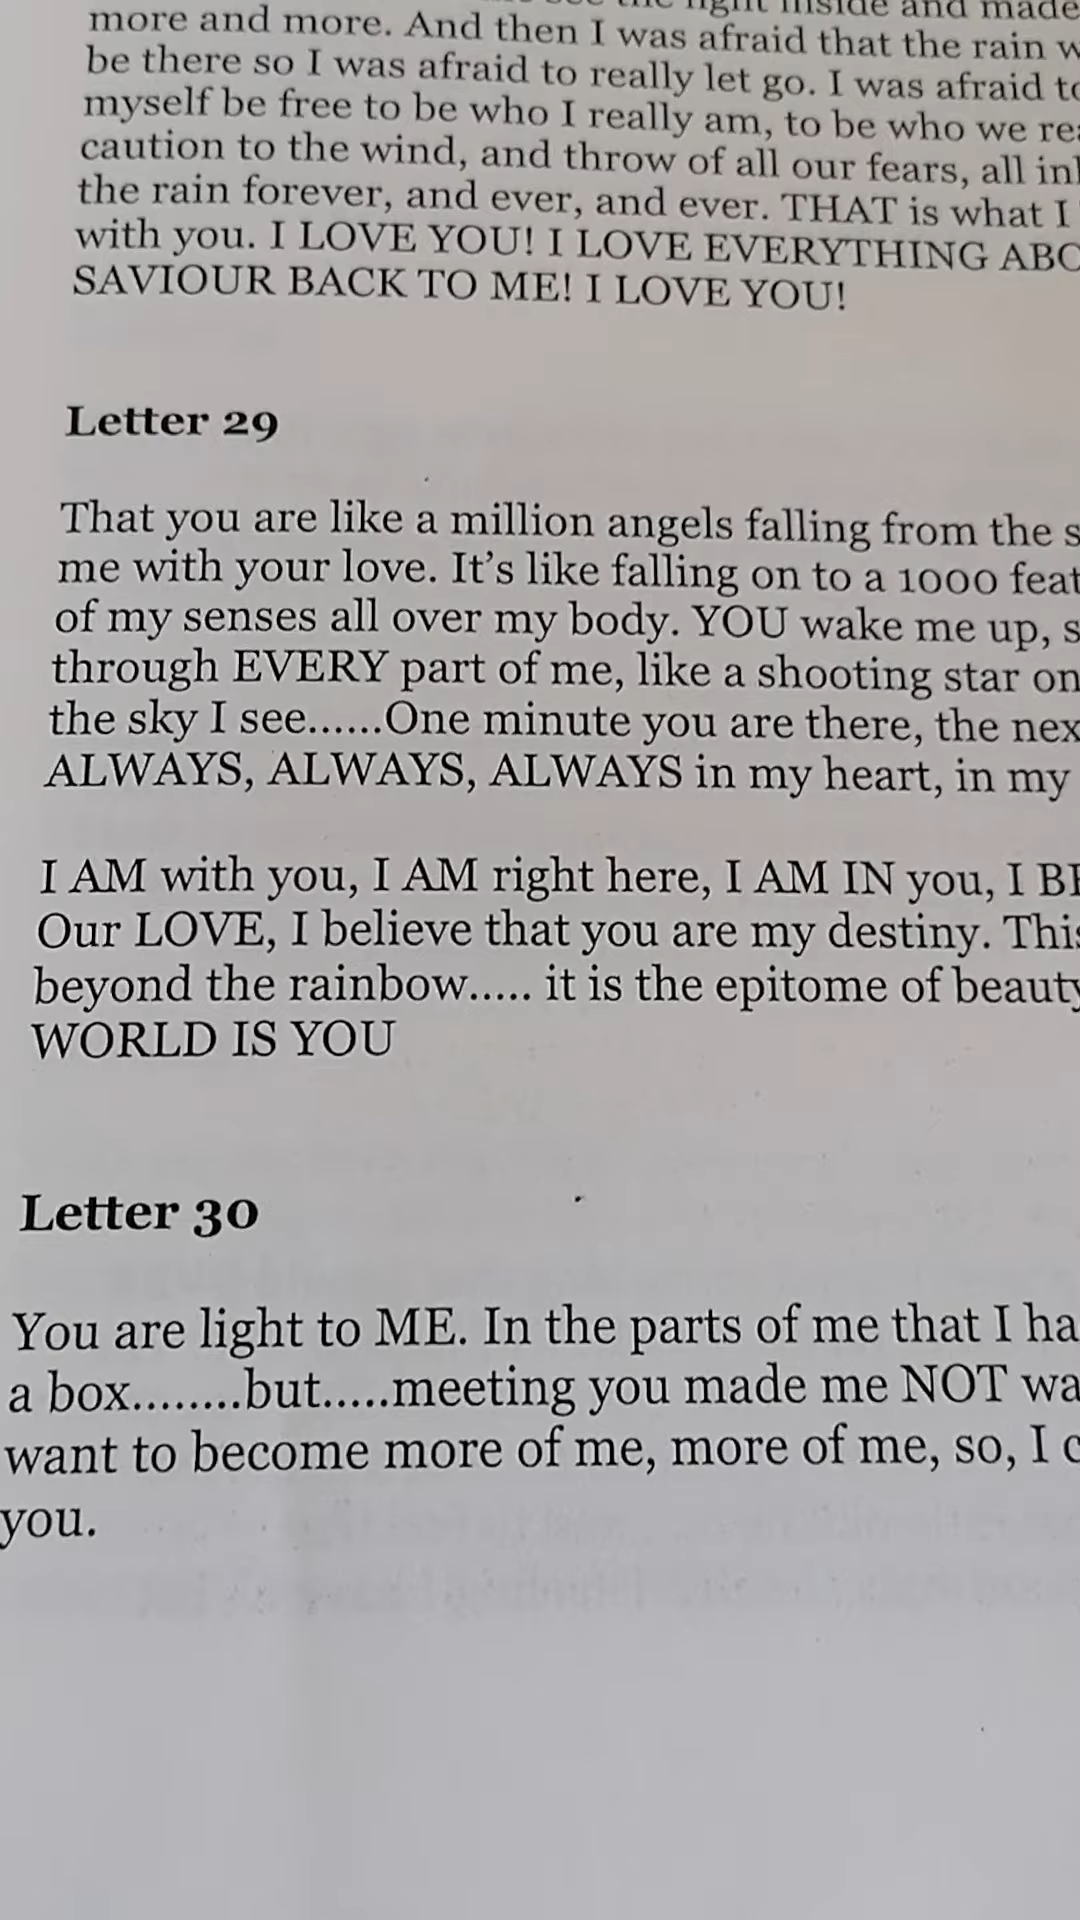 inside and made
more and more. And then I was afraid that the rain
be there so I was afraid to really let go. I was afraid
myself be free to be who I really am, to be who we
caution to the wind, and throw of all our fears, all
the rain forever, and ever, and ever. THAT is what I
with you. I LOVE YOU! I LOVE EVERYTHING
SAVIOUR BACK TO ME! I LOVE YOU!
Letter 29
That you are like a million angels falling from the
me with your love. It's like falling on to a 1000
of my senses all over my body. YOU wake me up,
through EVERY part of me, like a shooting star on
the sky I see......One minute you are there, the
ALWAYS, ALWAYS, ALWAYS in my heart, in my
I AM with you, I AM right here, I AM IN you, I
Our LOVE, I believe that you are my destiny.
beyond the rainbow..... it is the epitome of
WORLD IS YOU
Letter 30
You are light to ME. In the parts of me that I
a box........but.....meeting you made me NOT
want to become more of me, more of me, so, I
you.